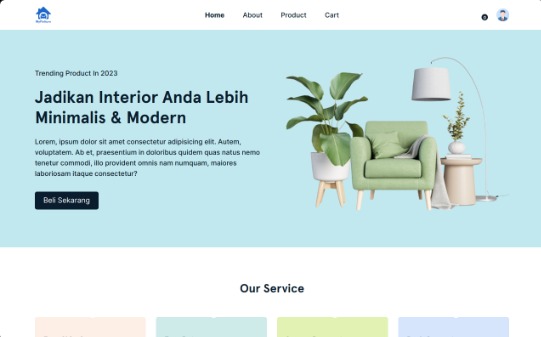 Home About Product Cart
Trending Product In 2023
Jadikan Interior Anda Lebih
Minimalis & Modern
Lorem, ipsum dolor sit amet consectetur adipisicing elit. Autem,
voluptatem. Ab et, praesentium in doloribus quidem quas natus nemo
tenetur commodi, illo provident omnis nam numquam, maiores
laboriosam itaque consectetur?
Beli Sekarang
Our Service